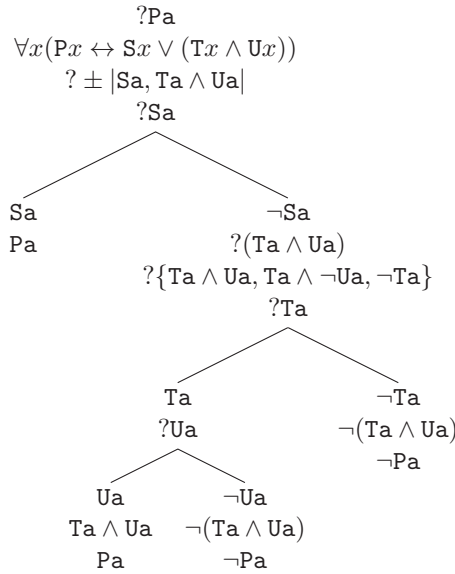 ?Pa
∀x(Px ↔ Sx ∨ (Tx ∧ Ux))
? ± |Sa, Ta ∧ Ua|
?Sa
Sa ¬Sa
Pa ?(Ta ∧ Ua)
?{Ta ∧ Ua, Ta ∧ ¬Ua, ¬Ta}
?Ta
Ta ¬Ta
?Ua ¬(Ta ∧ Ua)
¬Pa
Ua ¬Ua
Ta ∧ Ua ¬(Ta ∧ Ua)
Pa ¬Pa